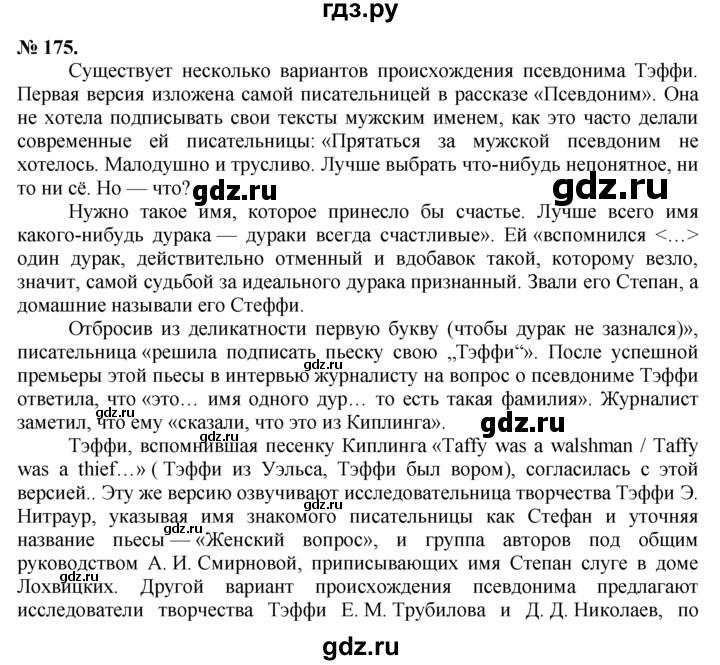 гдз.ру
№ 175.
Существует несколько вариантов происхождения псевдонима Тэффи.
Первая версия изложена самой писательницей в рассказе «Псевдоним». Она
не хотела подписывать свои тексты мужским именем, как это часто делали
современные ей писательницы: «Прятаться за мужской псевдоним не
хотелось. Малодушно и трусливо. Лучше выбрать что-нибудь непонятное, ни
то ни сё. Но — что?
gdz.ru
gdz.ru
Нужно такое имя, которое принесло бы счастье. Лучше всего имя
какого-нибудь дурака — дураки всегда счастливые». Ей «вспомнился <…>
один дурак, действительно отменный и вдобавок такой, которому везло,
значит, самой судьбой за идеального дурака признанный. Звали его Степан, а
домашние называли его Стеффи.
gdz.ru
Отбросив из деликатности первую букву (чтобы дурак не зазнался)»,
писательница «решила подписать пьеску свою „Тэффи“». После успешной
gdz.ru
премьеры этой пьесы в интервью журналисту на вопрос о псевдониме Тэффи
ответила, что «это… имя одного дур… то есть такая фамилия». Журналист
gdz.ru
заметил, что ему «сказали, что это из Киплинга».
gdz.ru
Тэффи, вспомнившая песенку Киплинга «Taffy was a walshman / Taffy
was a thief…» ( Тэффи из Уэльса, Тэффи был вором), согласилась с этой
версией.. Эту же версию озвучивают исследовательница творчества Тэффи Э.
Нитраур, указывая имя знакомого писательницы как Стефан и уточняя
gdz.ru
название пьесы — «Женский вопрос», и группа авторов под общим
руководством А. И. Смирновой, приписывающих имя Степан слуге в доме
gdz.ru
Лохвицких. Другой вариант происхождения псевдонима предлагают
исследователи творчества Тэффи Е. М. Трубилова и Д. Д. Николаев, по
gdz.ru